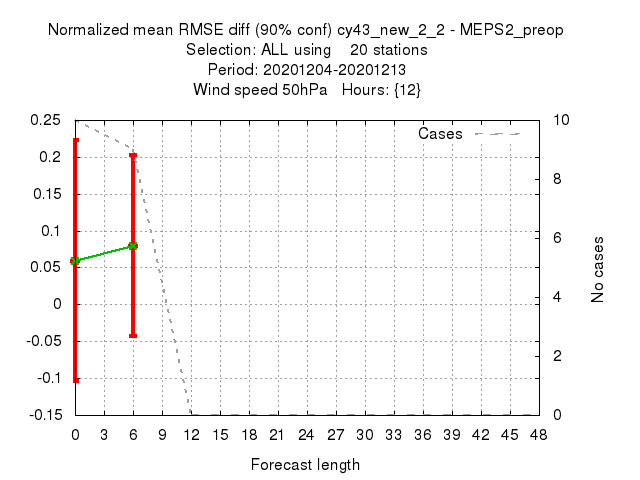 Normalized mean RMSE diff (90% conf) cy43_new_2_2 - MEPS2_preop
Selection: ALL using 20 stations
Period: 20201204-20201213
Wind speed 50hPa Hours: {12}
Cases
0.25
0.2
0.15
0.1
0.05
0
-0.05
-0.1
-0.15
10
8
6
4
2
0
No cases
0 3 6 9 12 15 18 21 24 27 30 33 36 39 42 45 48
Forecast length